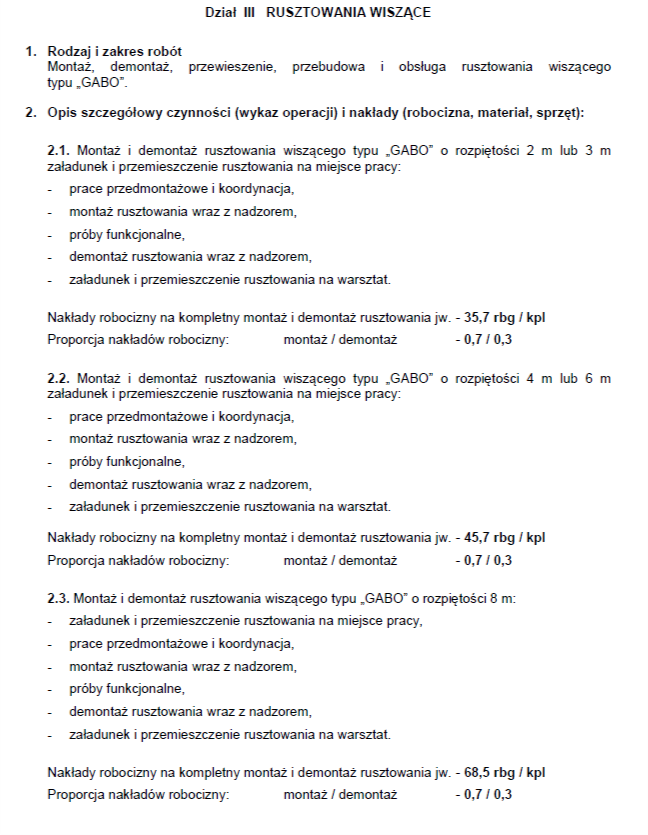 Dział III RUSZTOWANIA WISZĄCE
1. Rodzaj i zakres robót
Montaż, demontaż, przewieszenie, przebudowa i obsługa rusztowania wiszącego
typu „GABO”.
2. Opis szczegółowy czynności (wykaz operacji) i nakłady (robocizna, materiał, sprzęt):
2.1. Montaż i demontaż rusztowania wiszącego typu „GABO” o rozpiętości 2 m lub 3 m
załadunek i przemieszczenie rusztowania na miejsce pracy:
- prace przedmontażowe i koordynacja,
- montaż rusztowania wraz z nadzorem,
- próby funkcjonalne,
- demontaż rusztowania wraz z nadzorem,
- załadunek i przemieszczenie rusztowania na warsztat.
Nakłady robocizny na kompletny montaż i demontaż rusztowania jw. - 35,7 rbg / kpl
Proporcja nakładów robocizny: montaż / demontaż - 0,7 / 0,3
2.2. Montaż i demontaż rusztowania wiszącego typu „GABO” o rozpiętości 4 m lub 6 m
załadunek i przemieszczenie rusztowania na miejsce pracy:
- prace przedmontażowe i koordynacja,
- montaż rusztowania wraz z nadzorem,
- próby funkcjonalne,
- demontaż rusztowania wraz z nadzorem,
- załadunek i przemieszczenie rusztowania na warsztat.
Nakłady robocizny na kompletny montaż i demontaż rusztowania jw. - 45,7 rbg / kpl
Proporcja nakładów robocizny: montaż / demontaż - 0,7 / 0,3
2.3. Montaż i demontaż rusztowania wiszącego typu „GABO” o rozpiętości 8 m:
- załadunek i przemieszczenie rusztowania na miejsce pracy,
- prace przedmontażowe i koordynacja,
- montaż rusztowania wraz z nadzorem,
- próby funkcjonalne,
- demontaż rusztowania wraz z nadzorem,
- załadunek i przemieszczenie rusztowania na warsztat.
Nakłady robocizny na kompletny montaż i demontaż rusztowania jw. - 68,5 rbg / kpl
Proporcja nakładów robocizny: montaż / demontaż - 0,7 / 0,3